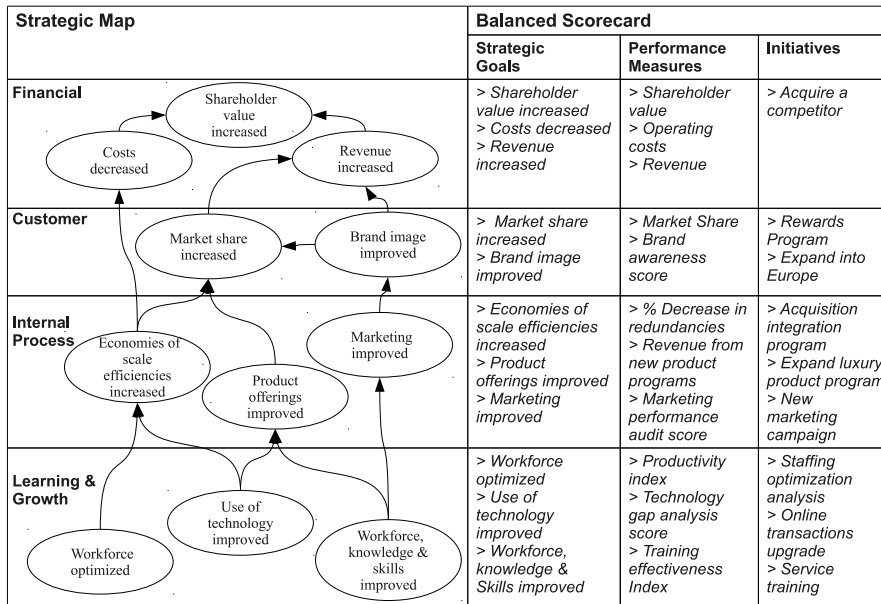 Strategic Map
Balanced Scorecard
Strategic
Goals
Performance
Measures
Initiatives
Financial
Shareholder
value
increased
Costs
decreased
Revenue
increased
> Shareholder
value increased
> Costs decreased
> Revenue
increased
> Shareholder
value
> Operating
costs
> Revenue
> Acquire a
competitor
Customer
Market share
increased
Brand image
improved
> Market share
increased
> Brand image
improved
> Market Share
> Brand
awareness
score
> Rewards
Program
> Expand into
Europe
Internal
Process
Economies of
scale
efficiencies
increased
Product
offerings
improved
Marketing
improved
> Economies of
scale efficiencies
increased
> Product
offerings improved
> Marketing
improved
> % Decrease in
redundancies
> Revenue from
new product
programs
> Marketing
performance
audit score
> Acquisition
integration
program
> Expand luxury
product program
> New
marketing
campaign
Learning &
Growth
Workforce
optimized
Use of
technology
improved
Workforce,
knowledge &
skills
improved
> Workforce
optimized
> Use of
technology
improved
> Workforce,
knowledge &
Skills improved
> Productivity
index
> Technology
gap analysis
score
> Training
effectiveness
Index
> Staffing
optimization
analysis
> Online
transactions
upgrade
> Service
training